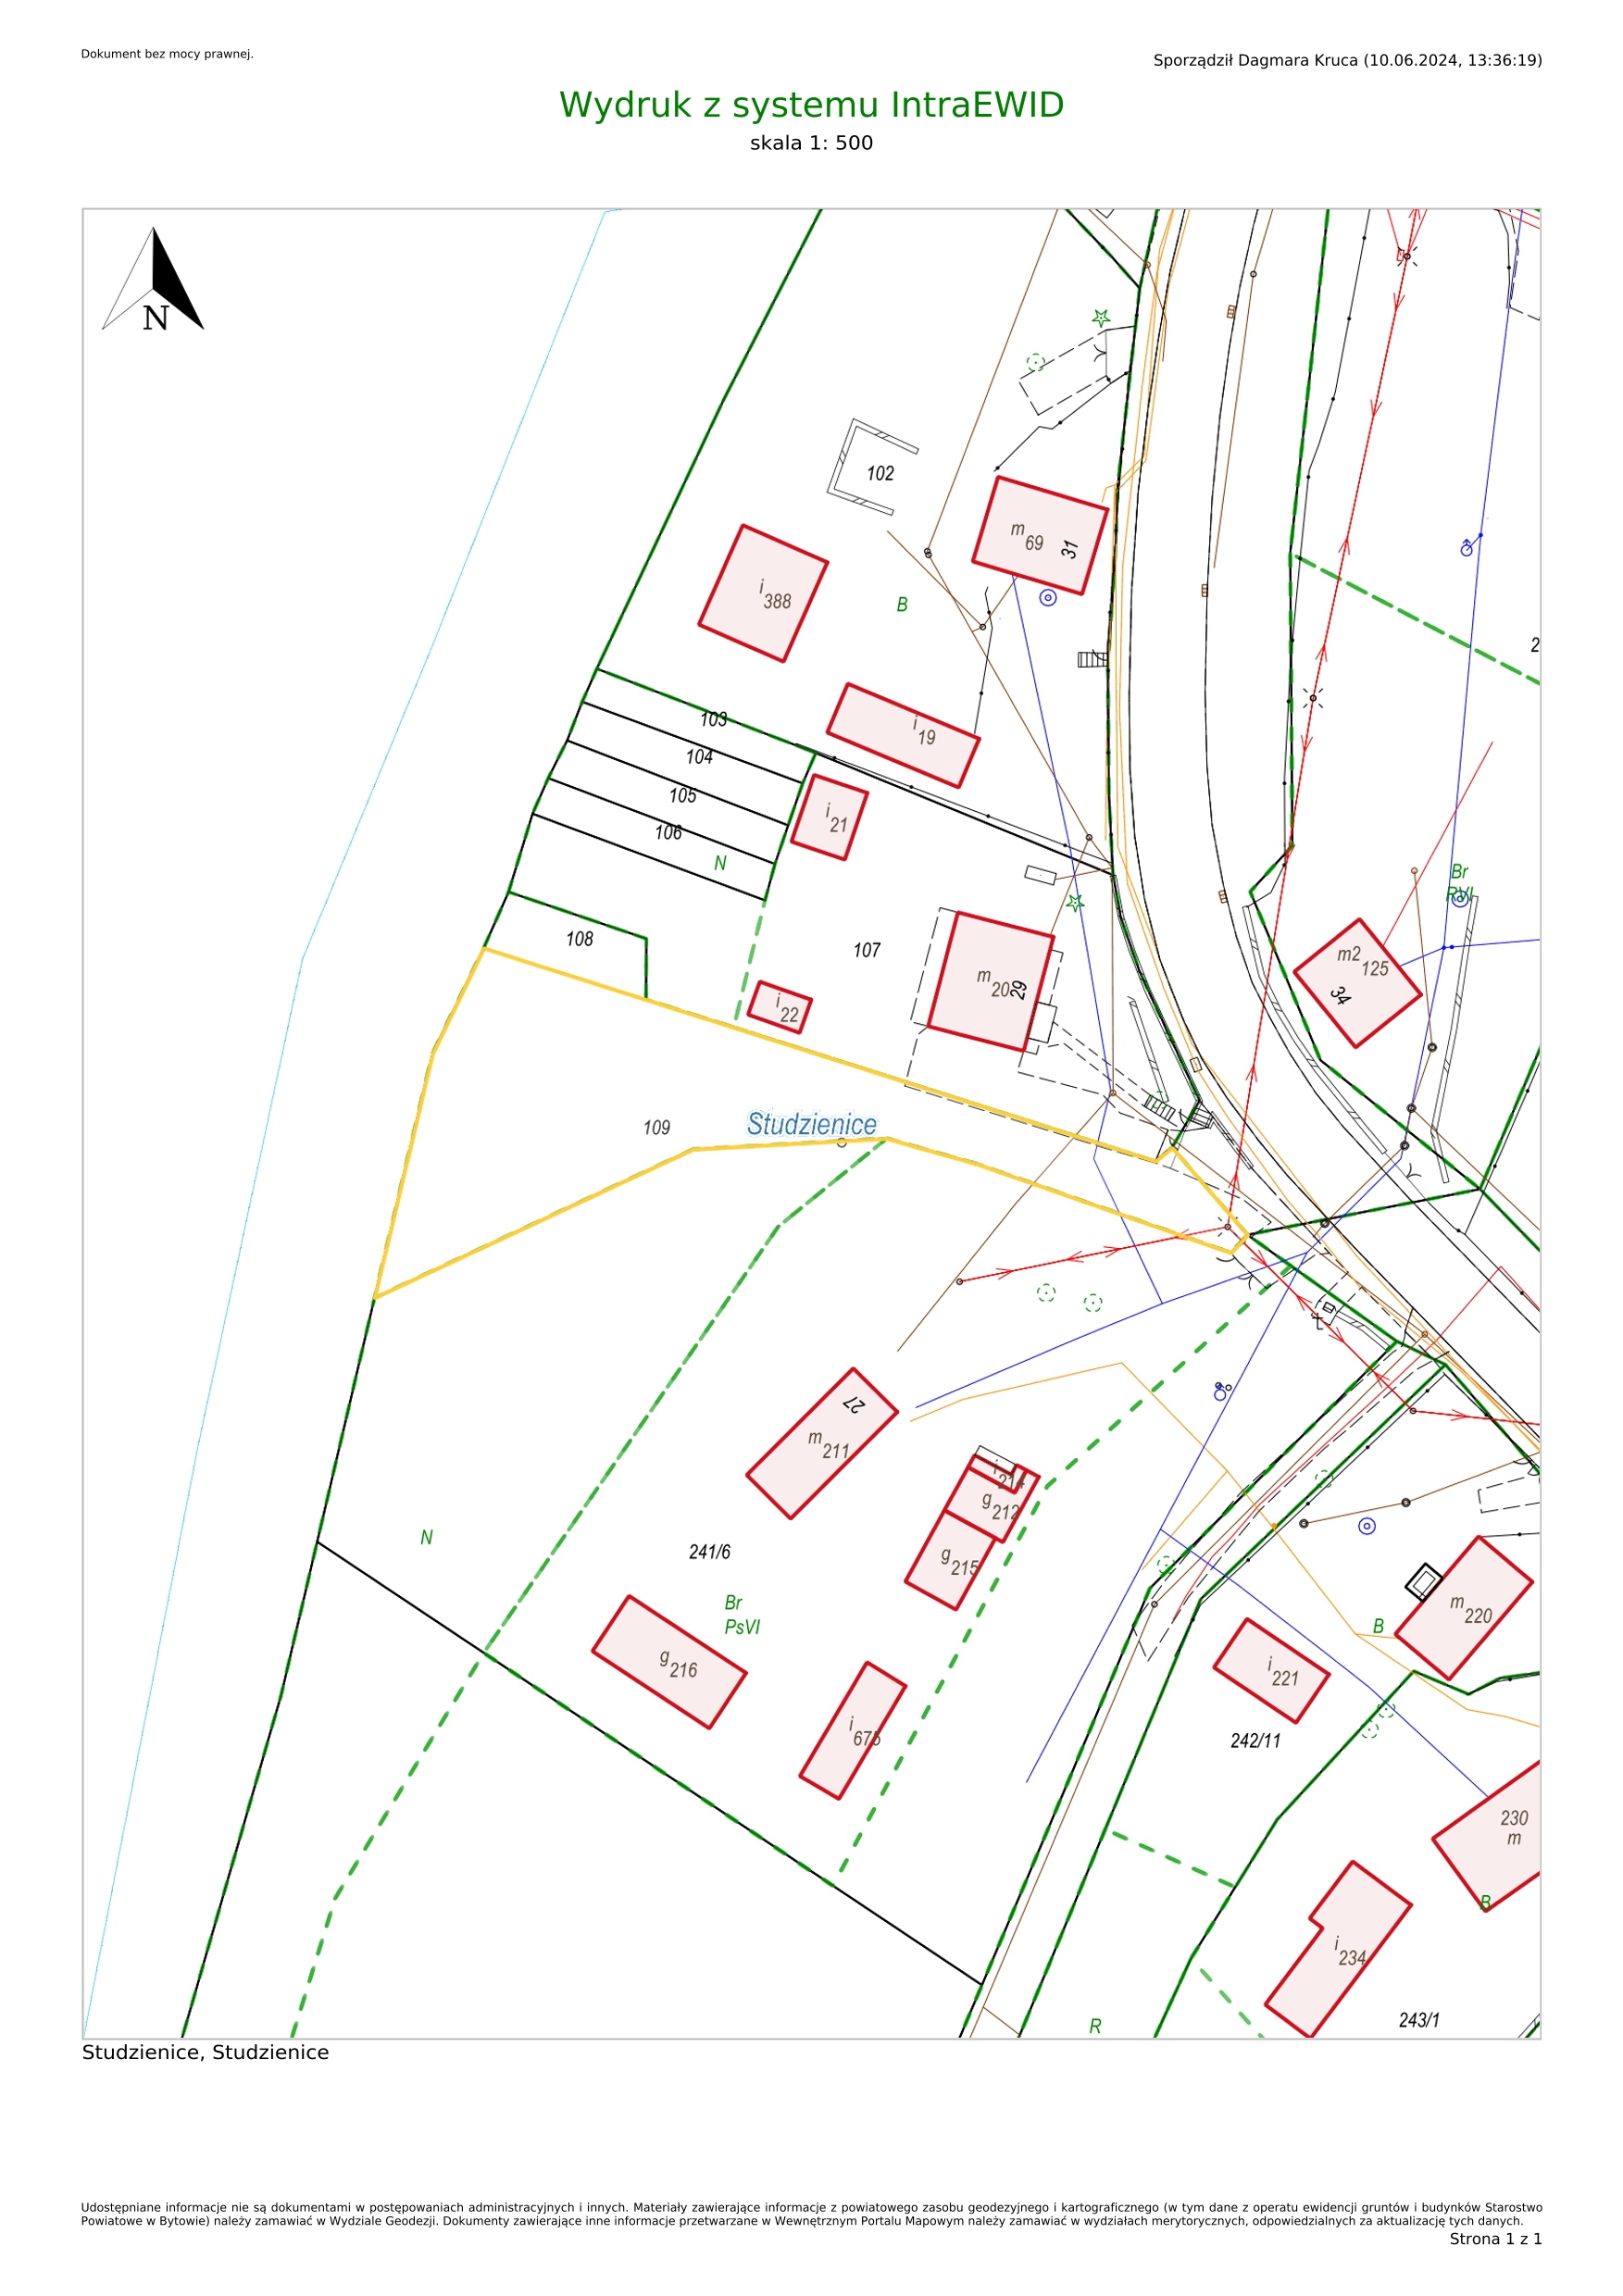 Dokument bez mocy prawnej.
Sporządził Dagmara Kruca (10.06.2024, 13:36:19)
Wydruk z systemu IntraEWID
skala 1: 500
N
102
m
69
31
i
388
B
2
103
i
19
104
105
i
21
106
N
Br
RVI
108
107
m2
125
34
m
20
29
i
22
109
Studzienice
27
m
211
i
214
g
212
g
215
N
241/6
Br
PsVI
g
216
i
675
t
m
220
B
i
221
242/11
230
m
B
i
234
243/1
R
Studzienice, Studzienice
Udostępniane informacje nie są dokumentami w postępowaniach administracyjnych i innych. Materiały zawierające informacje z powiatowego zasobu geodezyjnego i kartograficznego (w tym dane z operatu ewidencji gruntów i budynków Starostwo
Powiatowe w Bytowie) należy zamawiać w Wydziale Geodezji. Dokumenty zawierające inne informacje przetwarzane w Wewnętrznym Portalu Mapowym należy zamawiać w wydziałach merytorycznych, odpowiedzialnych za aktualizację tych danych.
Strona 1 z 1